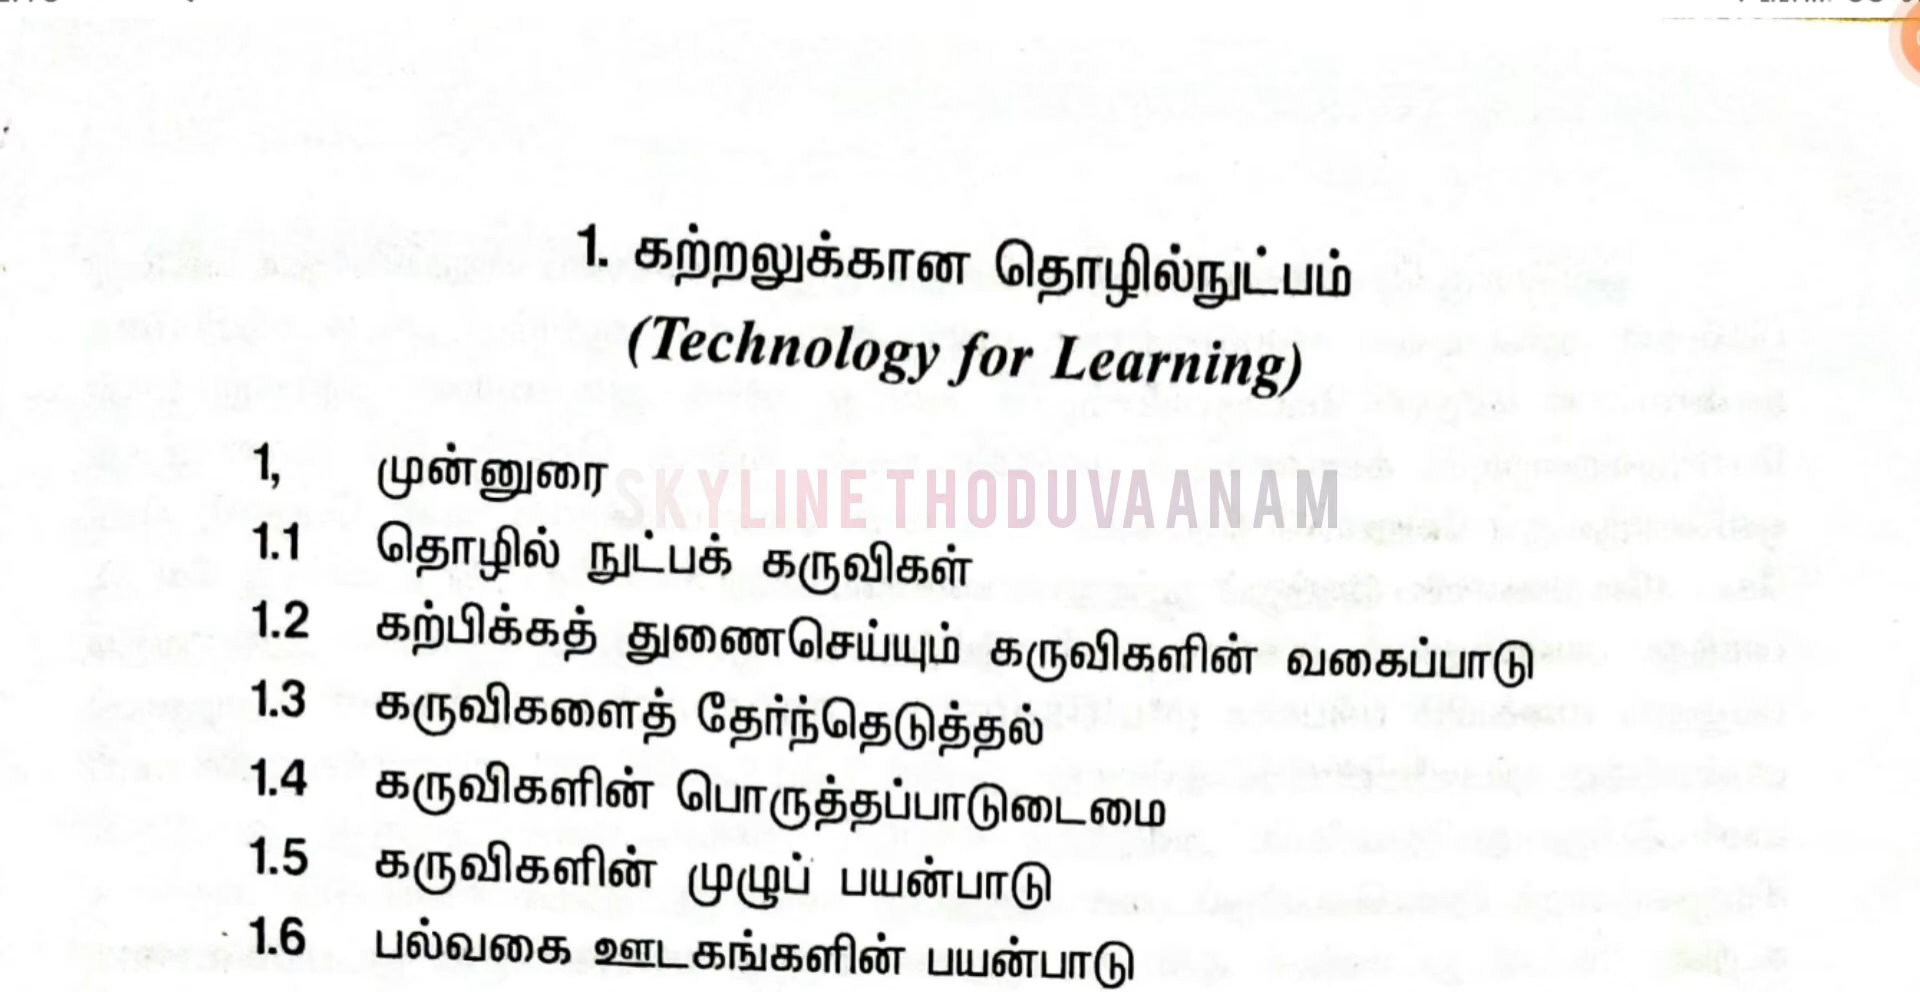 1. கற்றலுக்கான தொழில்நுட்பம்
(Technology for Learning)
1, முன்னுரை
SKYLINE THODUVAANAM
1.1 தொழில் நுட்பக் கருவிகள்
1.2 கற்பிக்கத் துணைசெய்யும் கருவிகளின் வகைப்பாடு
1.3 கருவிகளைத் தேர்ந்தெடுத்தல்
1.4 கருவிகளின் பொருத்தப்பாடுடைமை
1.5 கருவிகளின் முழுப் பயன்பாடு
1.6 பல்வகை ஊடகங்களின் பயன்பாடு